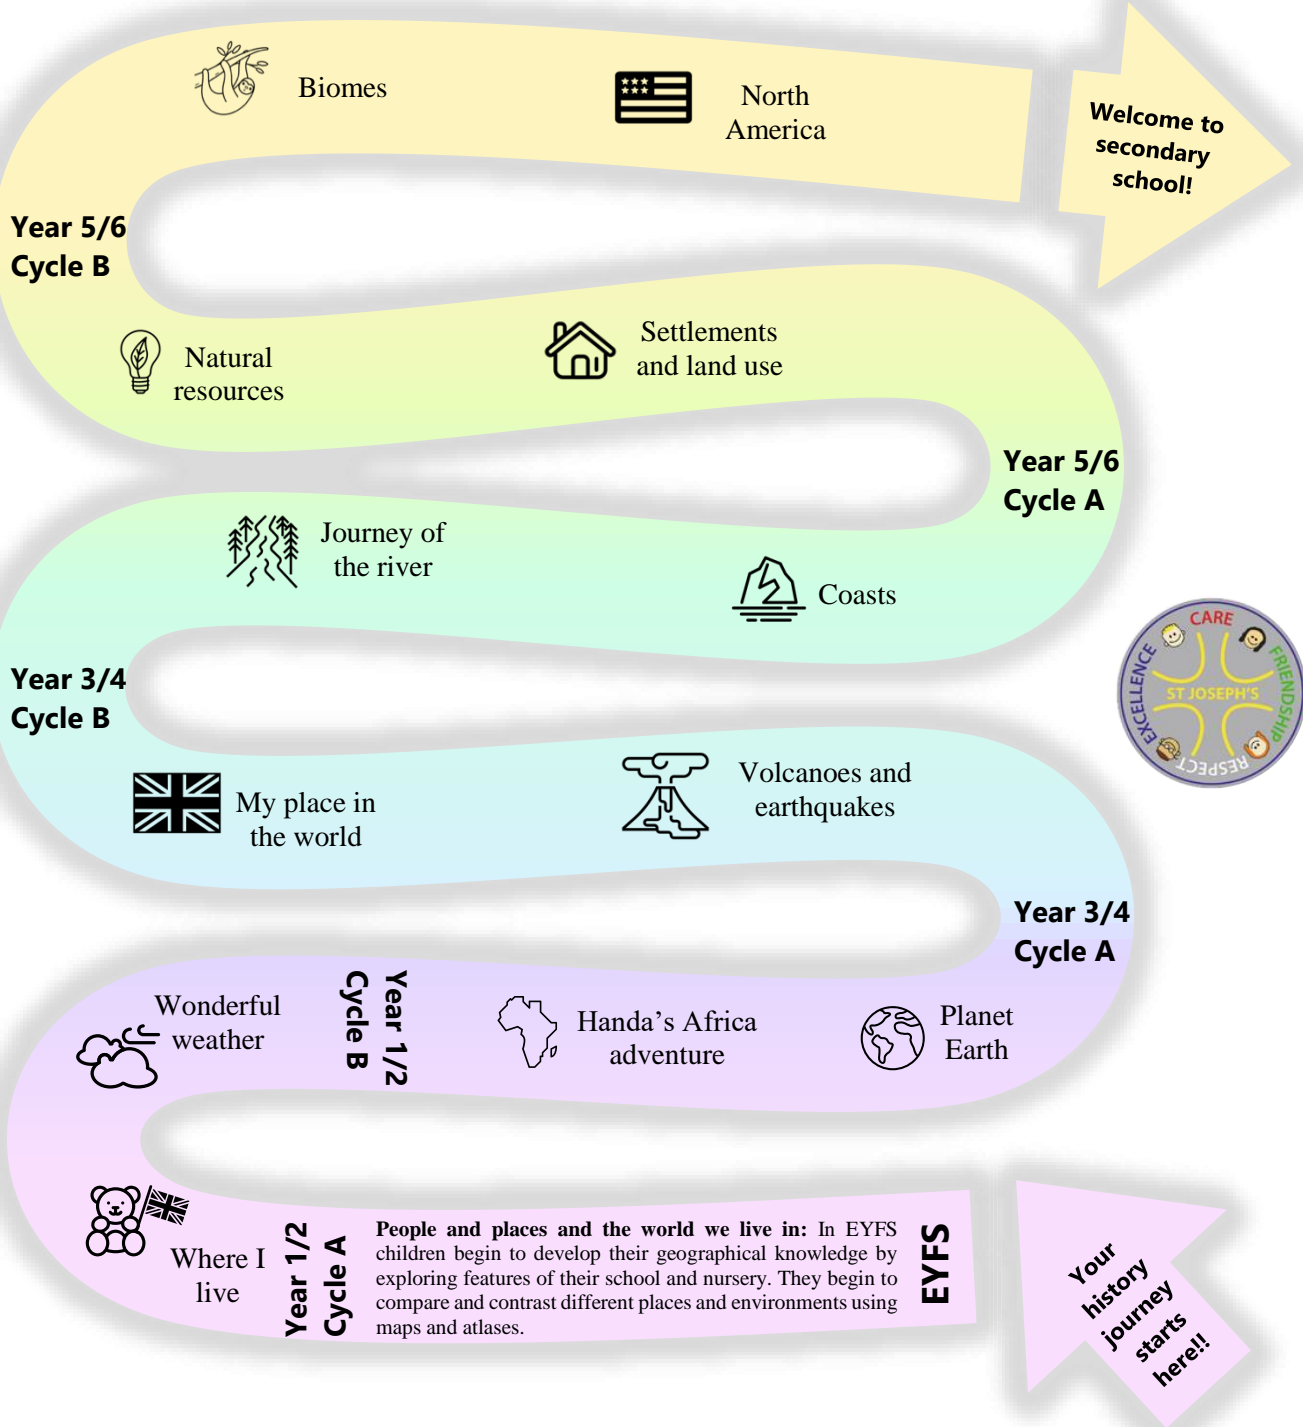 Biomes
North
America
Welcome to
secondary
school!
Year 5/6
Cycle B
Natural
resources
Settlements
and land use
Year 5/6
Cycle A
Journey of
the river
Coasts
CARE
FRIENDSHIP
RESPECT
EXCELLENCE
ST JOSEPH'S
Year 3/4
Cycle B
My place in
the world
Volcanoes and
earthquakes
Year 3/4
Cycle A
Wonderful
weather
Year 1/2
Cycle B
Handa’s Africa
adventure
Planet
Earth
Where I
live
Year 1/2
Cycle A
People and places and the world we live in: In EYFS
children begin to develop their geographical knowledge by
exploring features of their school and nursery. They begin to
compare and contrast different places and environments using
maps and atlases.
EYFS
Your
history
journey
starts
here!!